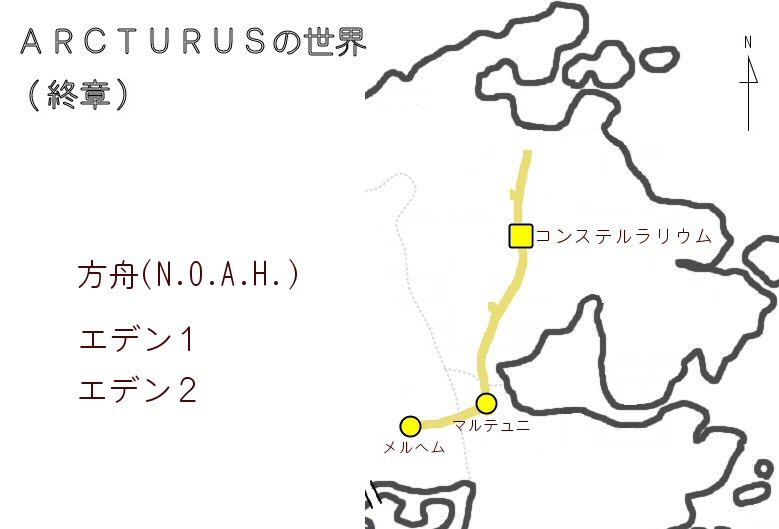 ＡＲＣＴＵＲＵＳの世界
（終章）
N
コンステルラリウム
方舟(N.O.A.H.)
エデン１
エデン２
マルテュニ
メルヘム